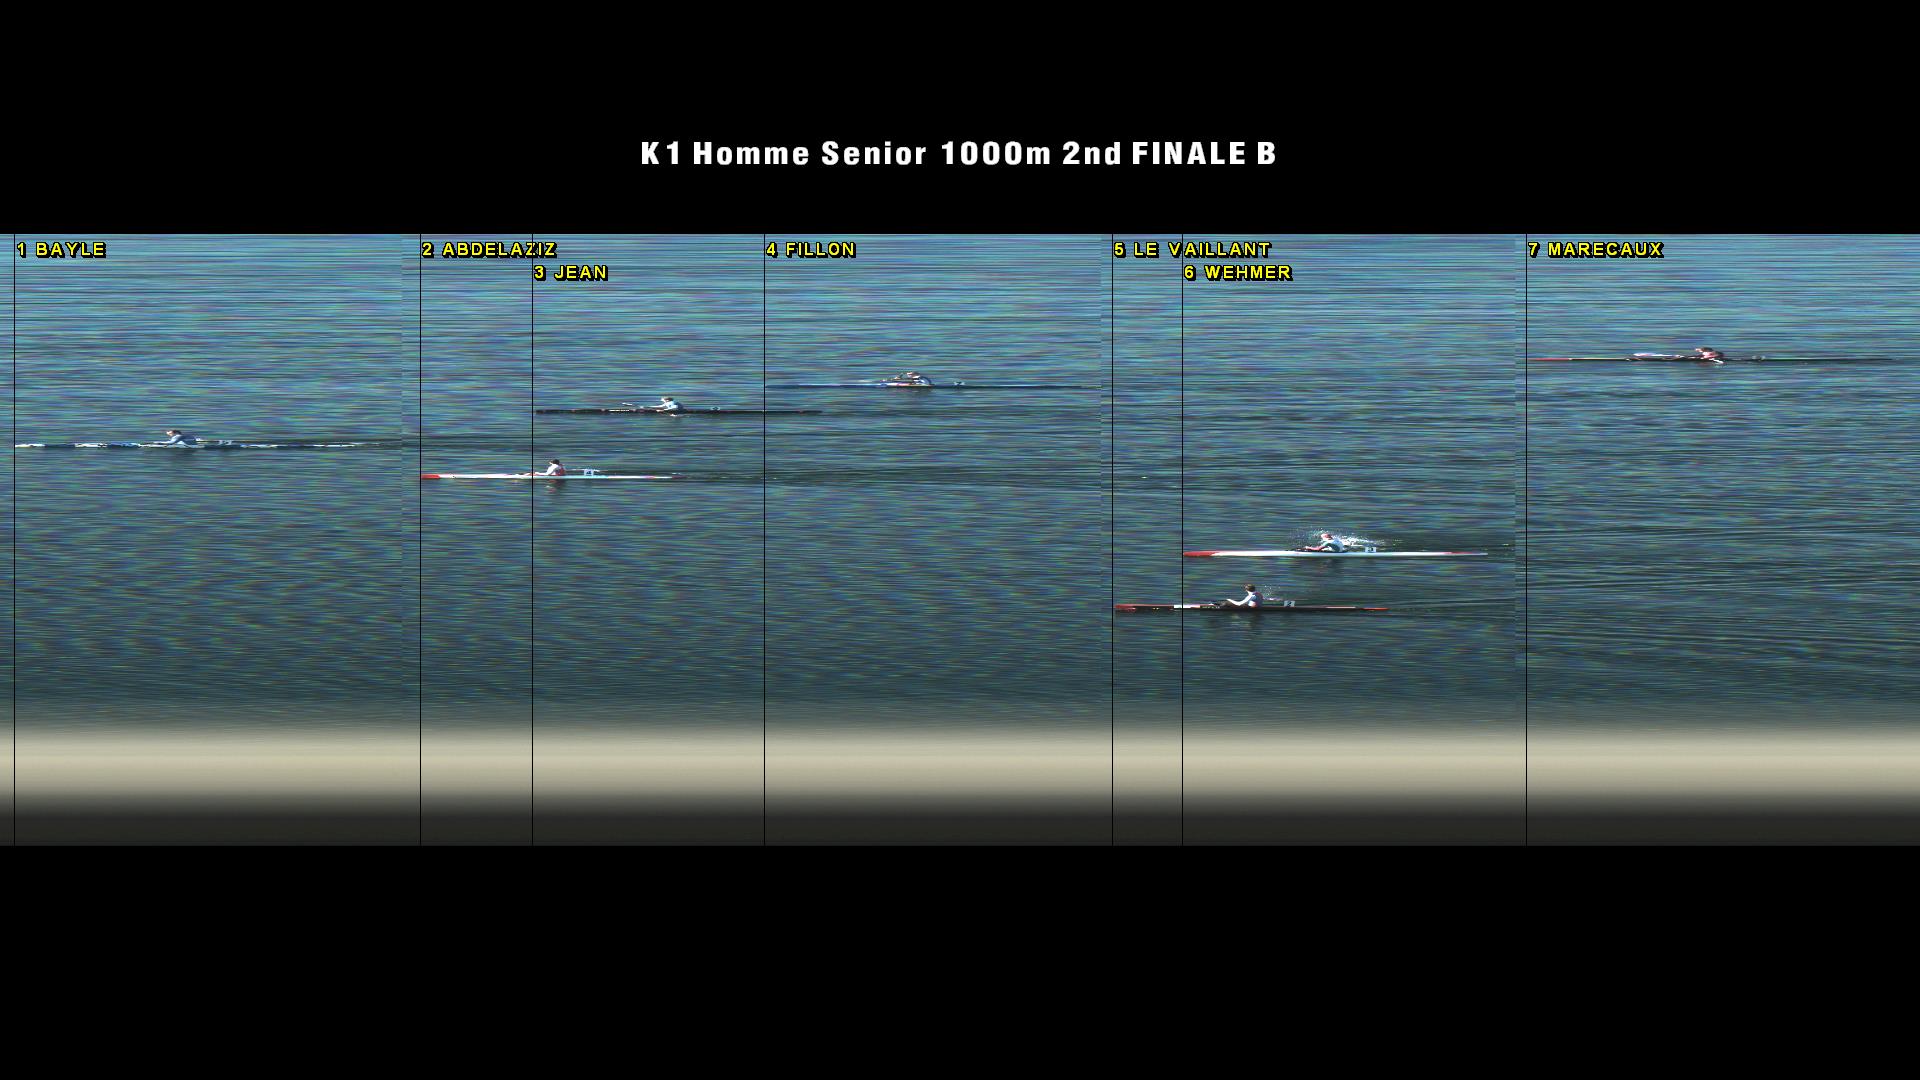 K1 Homme Senior 1000m 2nd FINALE B
1 BAYLE
2 ABDELAZIZ
3 JEAN
4 FILLON
5 LE VAILLANT
6 WEHMER
7 MARECAUX